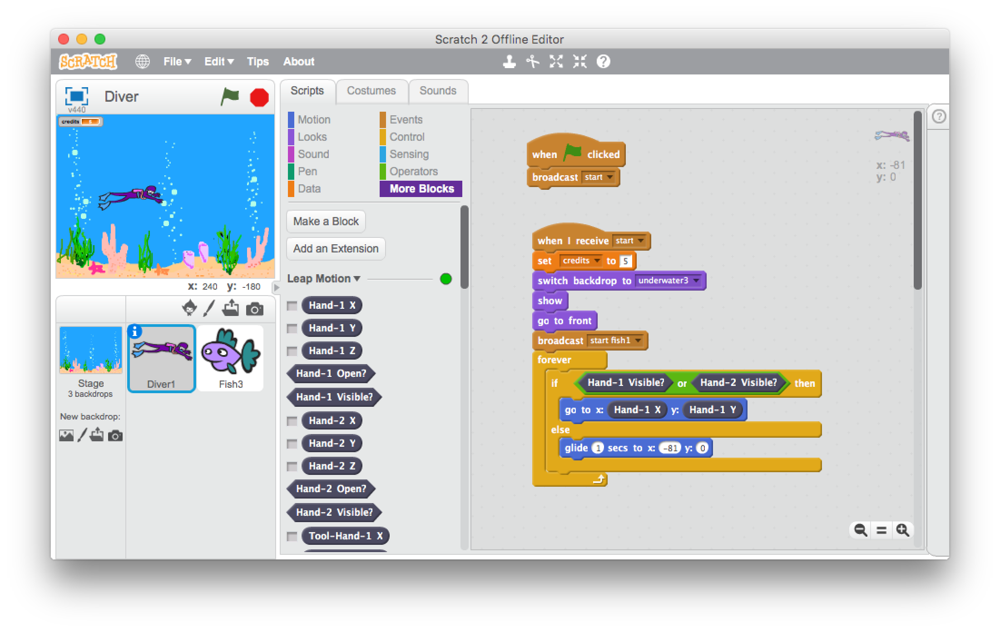 Scratch 2 Offline Editor
SCRATCH File Edit Tips About
v440 Diver
credits 5
x: 240 y: -180
Stage
3 backdrops
New backdrop:
Diver1
Fish3
Scripts Costumes Sounds
Motion Events
Looks Control
Sound Sensing
Pen Operators
Data More Blocks
Make a Block
Add an Extension
Leap Motion
Hand-1 X
Hand-1 Y
Hand-1 Z
Hand-1 Open?
Hand-1 Visible?
Hand-2 X
Hand-2 Y
Hand-2 Z
Hand-2 Open?
Hand-2 Visible?
Tool-Hand-1 X
when clicked
broadcast start
when I receive start
set credits to 5
switch backdrop to underwater3
show
go to front
broadcast start fish1
forever
if Hand-1 Visible? or Hand-2 Visible? then
go to x: Hand-1 X y: Hand-1 Y
else
glide 1 secs to x: -81 y: 0
x: -81
y: 0